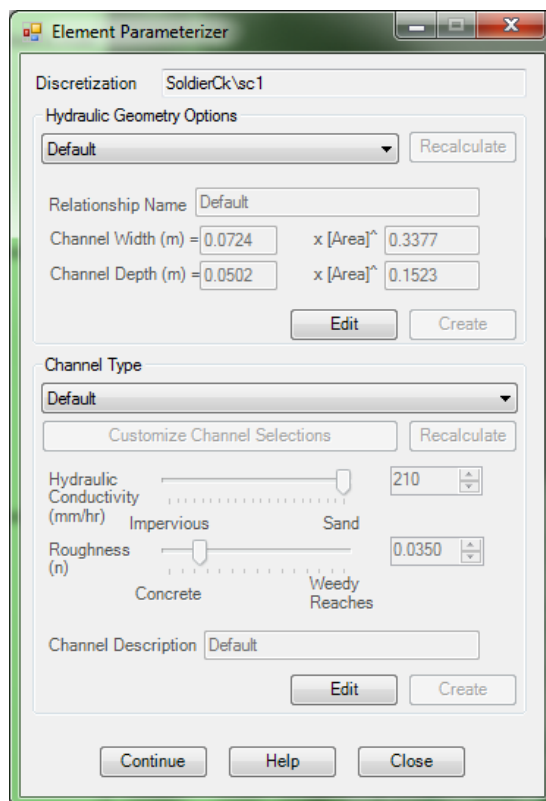 Element Parameterizer
Discretization SoldierCk\sc1
Hydraulic Geometry Options
Default Recalculate
Relationship Name Default
Channel Width (m) = 0.0724 x [Area]^ 0.3377
Channel Depth (m) = 0.0502 x [Area]^ 0.1523
Edit Create
Channel Type
Default
Customize Channel Selections Recalculate
Hydraulic 210
Conductivity
(mm/hr) Impervious Sand
Roughness 0.0350
(n)
Concrete Weedy
Reaches
Channel Description Default
Edit Create
Continue Help Close